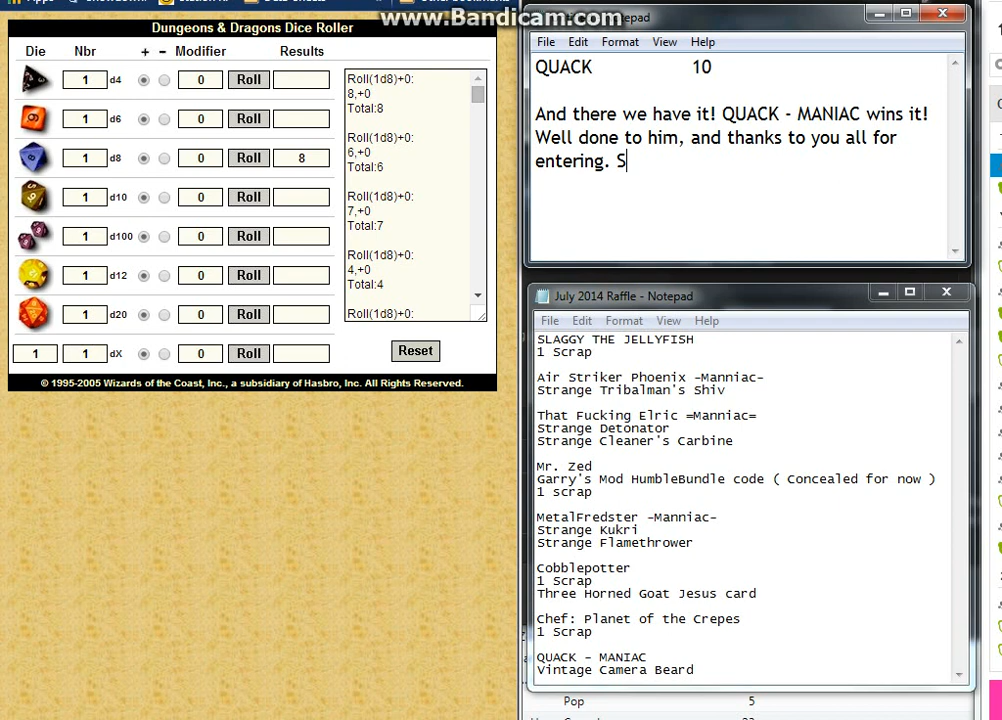 www.Bandicam.com
Dungeons & Dragons Dice Roller
Die Nbr + – Modifier Results
1 d4 0 Roll
1 d6 0 Roll
1 d8 0 Roll 8
1 d10 0 Roll
1 d100 0 Roll
1 d12 0 Roll
1 d20 0 Roll
1 1 dX 0 Roll
Reset
Roll(1d8)+0:
8,+0
Total:8
Roll(1d8)+0:
6,+0
Total:6
Roll(1d8)+0:
7,+0
Total:7
Roll(1d8)+0:
4,+0
Total:4
Roll(1d8)+0:
© 1995-2005 Wizards of the Coast, Inc., a subsidiary of Hasbro, Inc. All Rights Reserved.
File Edit Format View Help
QUACK 10
And there we have it! QUACK - MANIAC wins it!
Well done to him, and thanks to you all for
entering. S
July 2014 Raffle - Notepad
File Edit Format View Help
SLAGGY THE JELLYFISH
1 Scrap
Air Striker Phoenix -Manniac-
Strange Tribalman's Shiv
That Fucking Elric =Manniac=
Strange Detonator
Strange Cleaner's Carbine
Mr. Zed
Garry's Mod HumbleBundle code ( Concealed for now )
1 scrap
MetalFredster -Manniac-
Strange Kukri
Strange Flamethrower
Cobblepotter
1 Scrap
Three Horned Goat Jesus card
Chef: Planet of the Crepes
1 Scrap
QUACK - MANIAC
Vintage Camera Beard
Pop 5